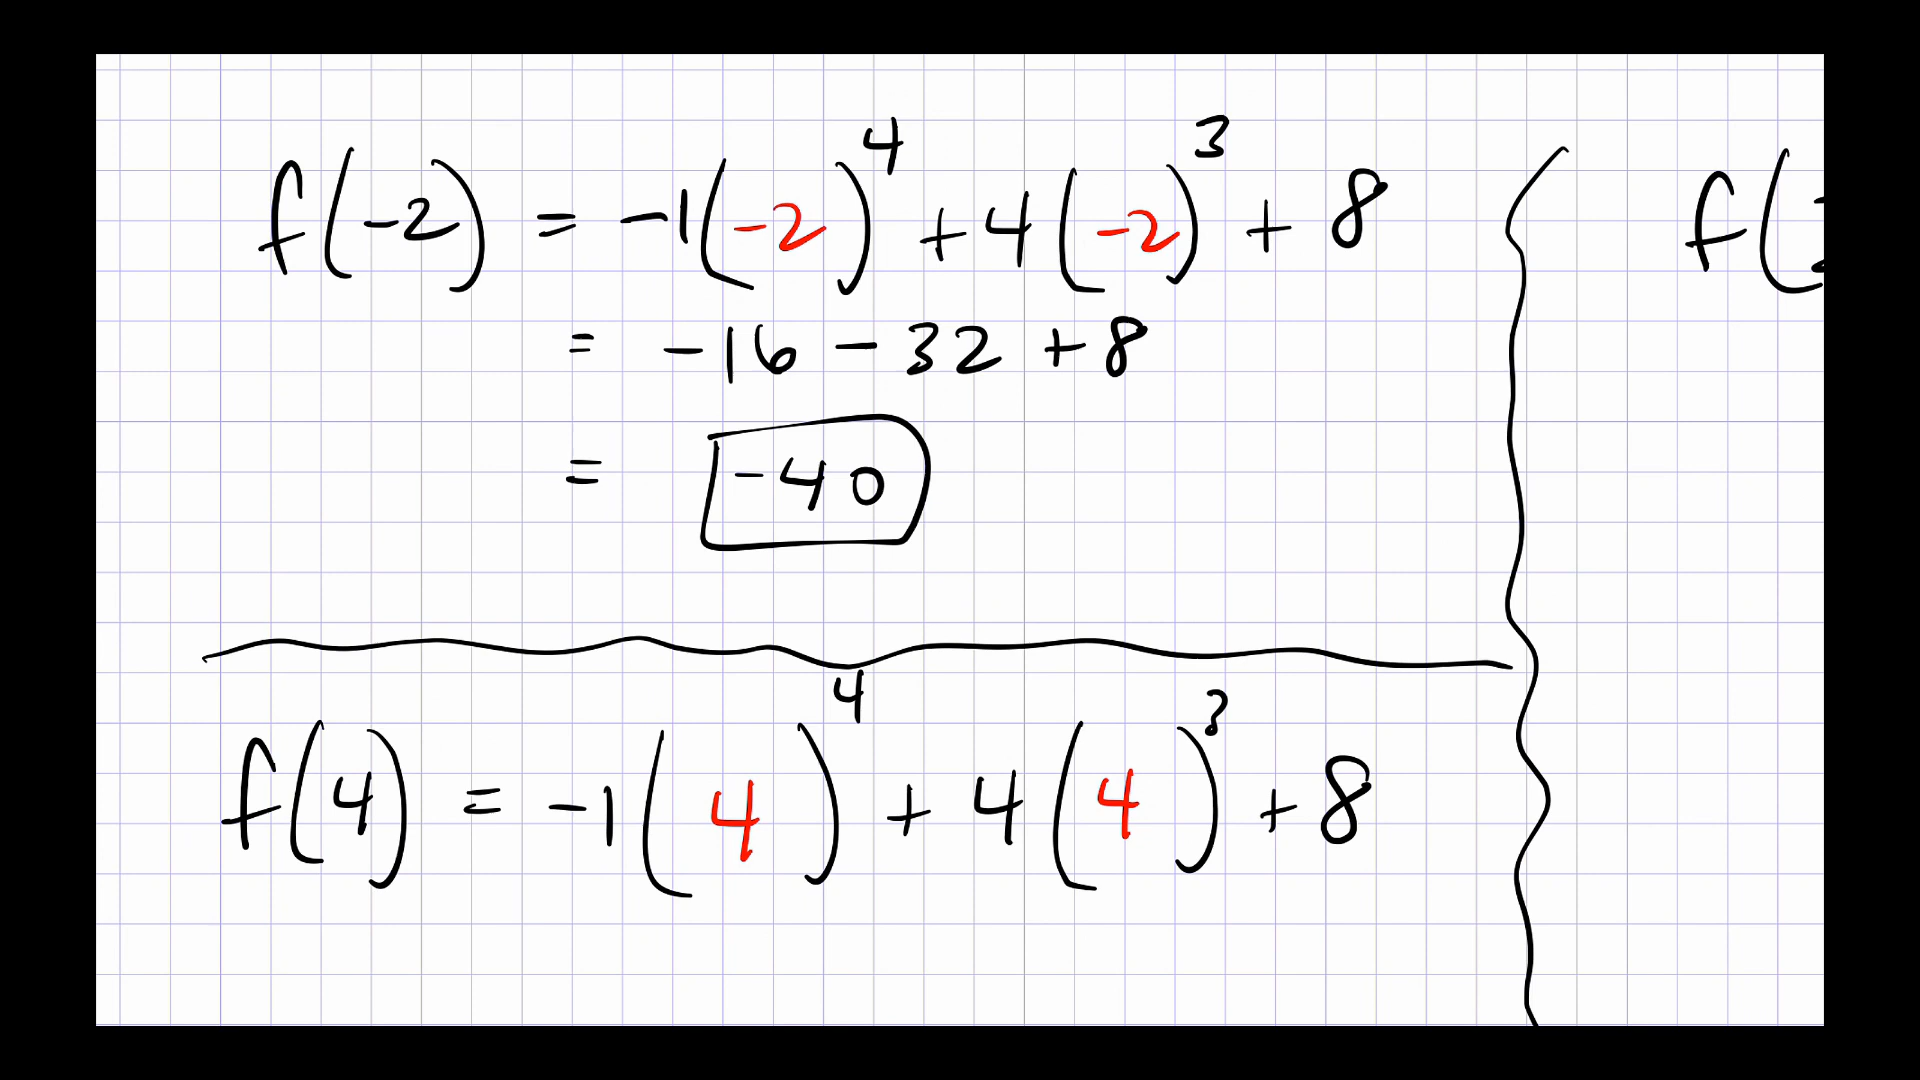 f(-2) = -1(-2)^4 + 4(-2)^3 + 8
= -16 - 32 + 8
= -40
f(4) = -1(4)^4 + 4(4)^3 + 8
f(